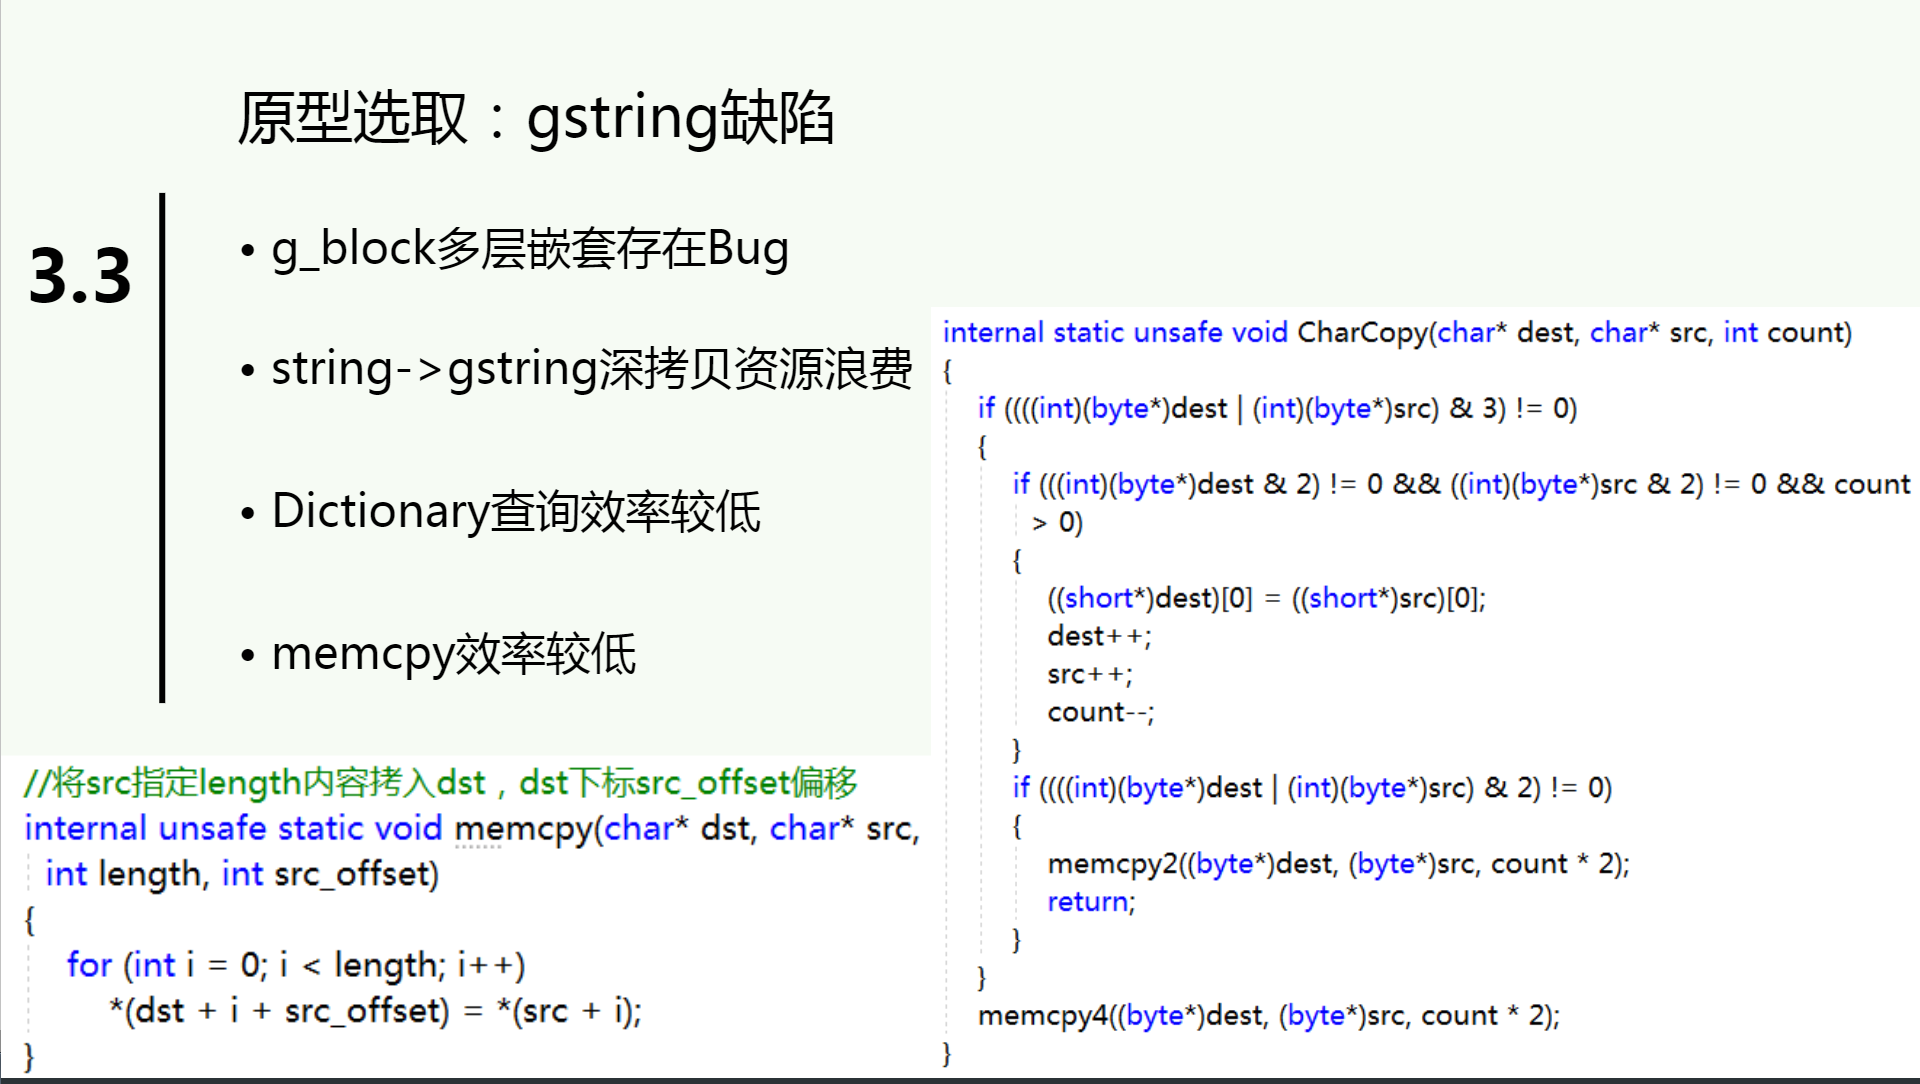 原型选取：gstring缺陷
3.3
• g_block多层嵌套存在Bug
• string->gstring深拷贝资源浪费
• Dictionary查询效率较低
• memcpy效率较低
//将src指定length内容拷入dst，dst下标src_offset偏移
internal unsafe static void memcpy(char* dst, char* src,
int length, int src_offset)
{
for (int i = 0; i < length; i++)
*(dst + i + src_offset) = *(src + i);
}
internal static unsafe void CharCopy(char* dest, char* src, int count)
{
if ((((int)(byte*)dest | (int)(byte*)src) & 3) != 0)
{
if (((int)(byte*)dest & 2) != 0 && ((int)(byte*)src & 2) != 0 && count
> 0)
{
((short*)dest)[0] = ((short*)src)[0];
dest++;
src++;
count--;
}
if ((((int)(byte*)dest | (int)(byte*)src) & 2) != 0)
{
memcpy2((byte*)dest, (byte*)src, count * 2);
return;
}
}
memcpy4((byte*)dest, (byte*)src, count * 2);
}